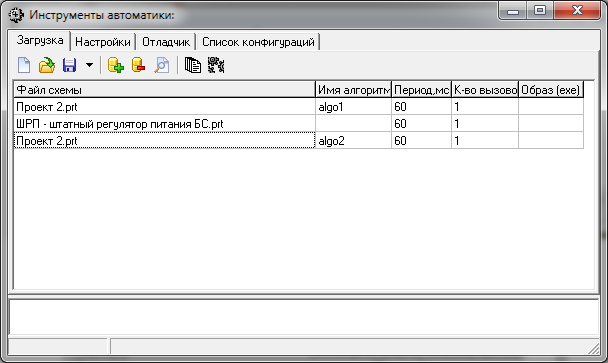 Инструменты автоматики:
Загрузка Настройки Отладчик Список конфигураций
Файл схемы Имя алгоритм Период,мс К-во вызово Образ (exe)
Проект 2.prt algo1 60 1
ШРП - штатный регулятор питания БС.prt 60 1
Проект 2.prt algo2 60 1